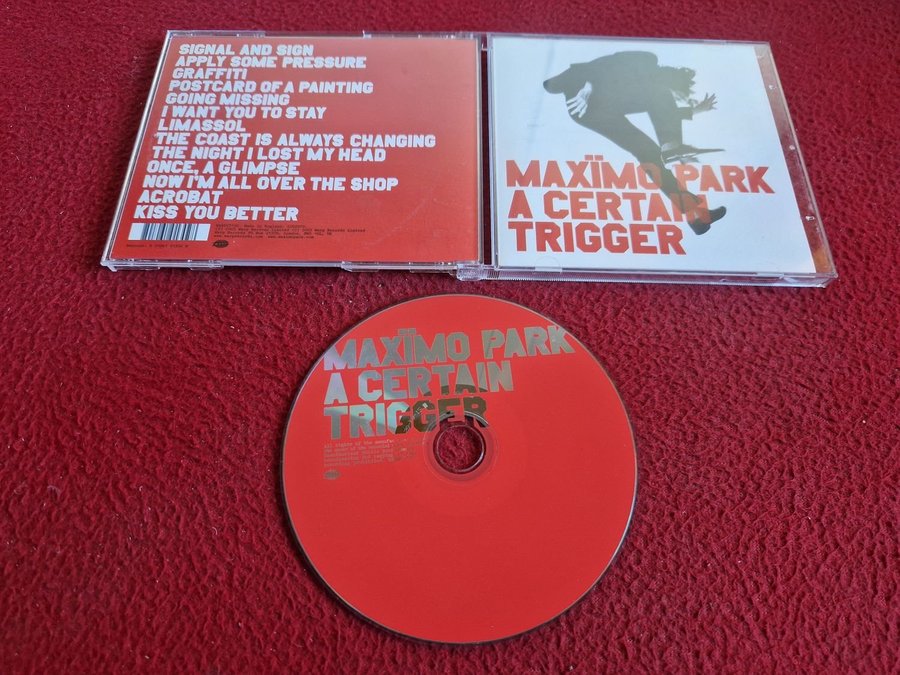 SIGNAL AND SIGN
APPLY SOME PRESSURE
GRAFFITI
POSTCARD OF A PAINTING
GOING MISSING
I WANT YOU TO STAY
LIMASSOL
THE COAST IS ALWAYS CHANGING
THE NIGHT I LOST MY HEAD
ONCE, A GLIMPSE
NOW I'M ALL OVER THE SHOP
ACROBAT
KISS YOU BETTER
MAXÏMO PARK
A CERTAIN
TRIGGER
MAXÏMO PARK
A CERTAIN
TRIGGER